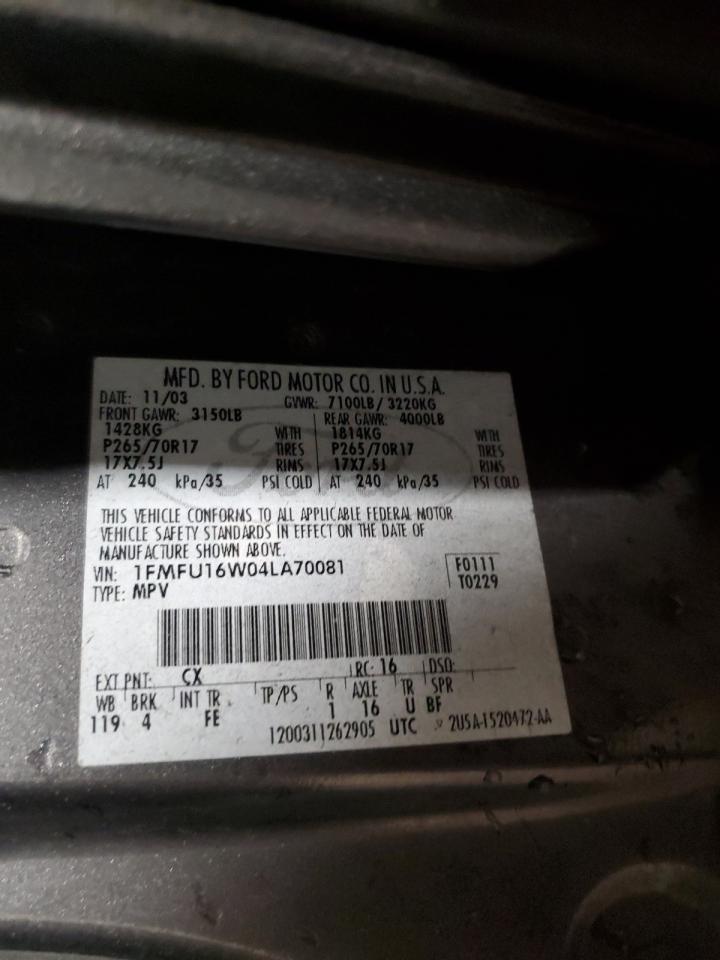 MFD. BY FORD MOTOR CO. IN U.S.A.
DATE: 11/03 GVWR: 7100LB/ 3220KG
FRONT GAWR: 3150LB REAR GAWR: 4000LB
1428KG WITH 1814KG WITH
P265/70R17 TIRES P265/70R17 TIRES
17X7.5J RIMS 17X7.5J RIMS
AT 240 kPa/35 PSI COLD AT 240 kPa/35 PSI COLD
Ford
THIS VEHICLE CONFORMS TO ALL APPLICABLE FEDERAL MOTOR
VEHICLE SAFETY STANDARDS IN EFFECT ON THE DATE OF
MANUFACTURE SHOWN ABOVE.
VIN: 1FMFU16W04LA70081 F0111
TYPE: MPV T0229
EXT PNT: CX RC: 16 DSO:
WB BRK INT TR TP/PS R AXLE TR SPR
119 4 FE 1 16 U BF
1200311262905 UTC 2U5A-1520472-AA